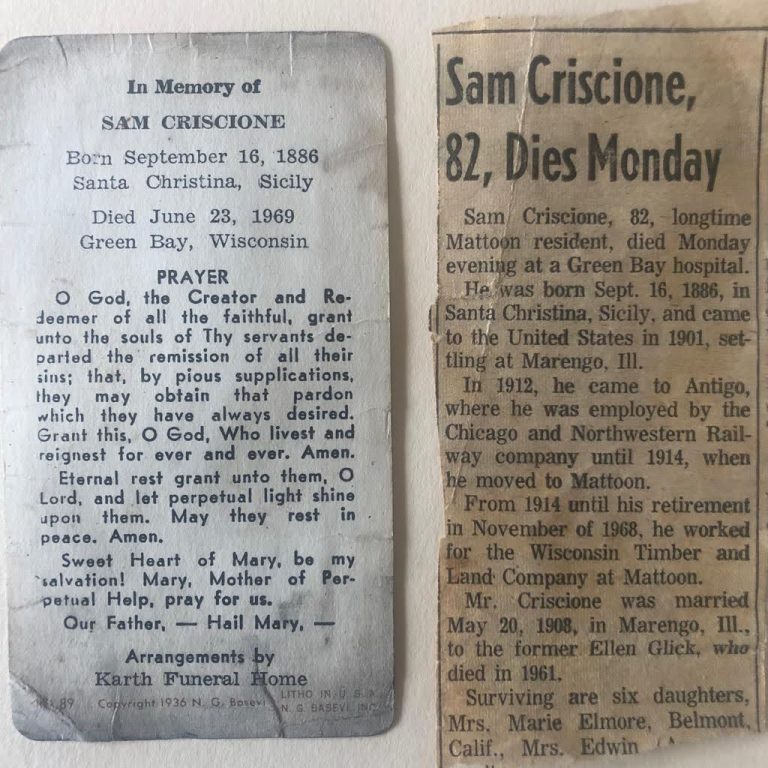 In Memory of
SAM CRISCIONE
Born September 16, 1886
Santa Christina, Sicily
Died June 23, 1969
Green Bay, Wisconsin
PRAYER
O God, the Creator and Re-
deemer of all the faithful, grant
unto the souls of Thy servants de-
parted the remission of all their
sins; that, by pious supplications,
they may obtain that pardon
which they have always desired.
Grant this, O God, Who livest and
reignest for ever and ever. Amen.
Eternal rest grant unto them, O
Lord, and let perpetual light shine
upon them. May they rest in
peace. Amen.
Sweet Heart of Mary, be my
salvation! Mary, Mother of Per-
petual Help, pray for us.
Our Father, — Hail Mary, —
Arrangements by
Karth Funeral Home
89 Copyright 1936 N. G. Basevi
LITHO IN U. S. A.
N. G. BASEVI, INC.
Sam Criscione,
82, Dies Monday
Sam Criscione, 82, longtime
Mattoon resident, died Monday
evening at a Green Bay hospital.
He was born Sept. 16, 1886, in
Santa Christina, Sicily, and came
to the United States in 1901, set-
tling at Marengo, Ill.
In 1912, he came to Antigo,
where he was employed by the
Chicago and Northwestern Rail-
way company until 1914, when
he moved to Mattoon.
From 1914 until his retirement
in November of 1968, he worked
for the Wisconsin Timber and
Land Company at Mattoon.
Mr. Criscione was married
May 20, 1908, in Marengo, Ill.,
to the former Ellen Glick, who
died in 1961.
Surviving are six daughters,
Mrs. Marie Elmore, Belmont,
Calif., Mrs. Edwin